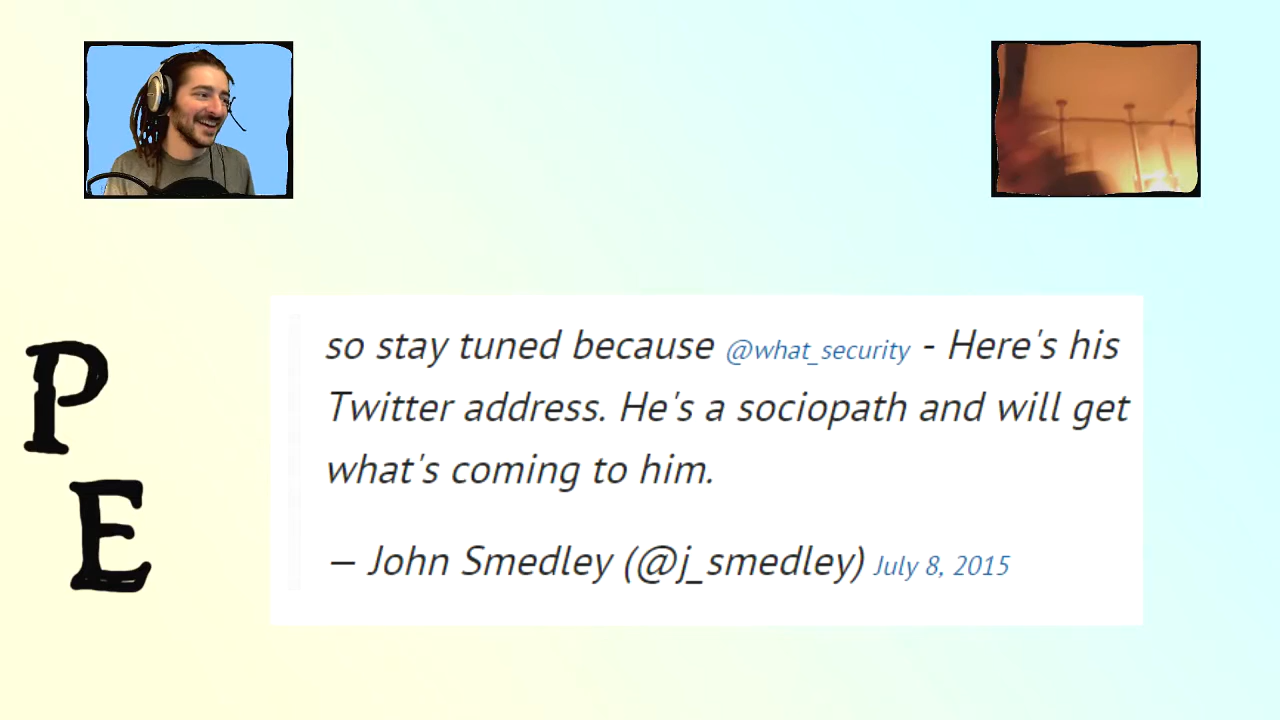 P
E
so stay tuned because @what_security - Here's his
Twitter address. He's a sociopath and will get
what's coming to him.
— John Smedley (@j_smedley) July 8, 2015